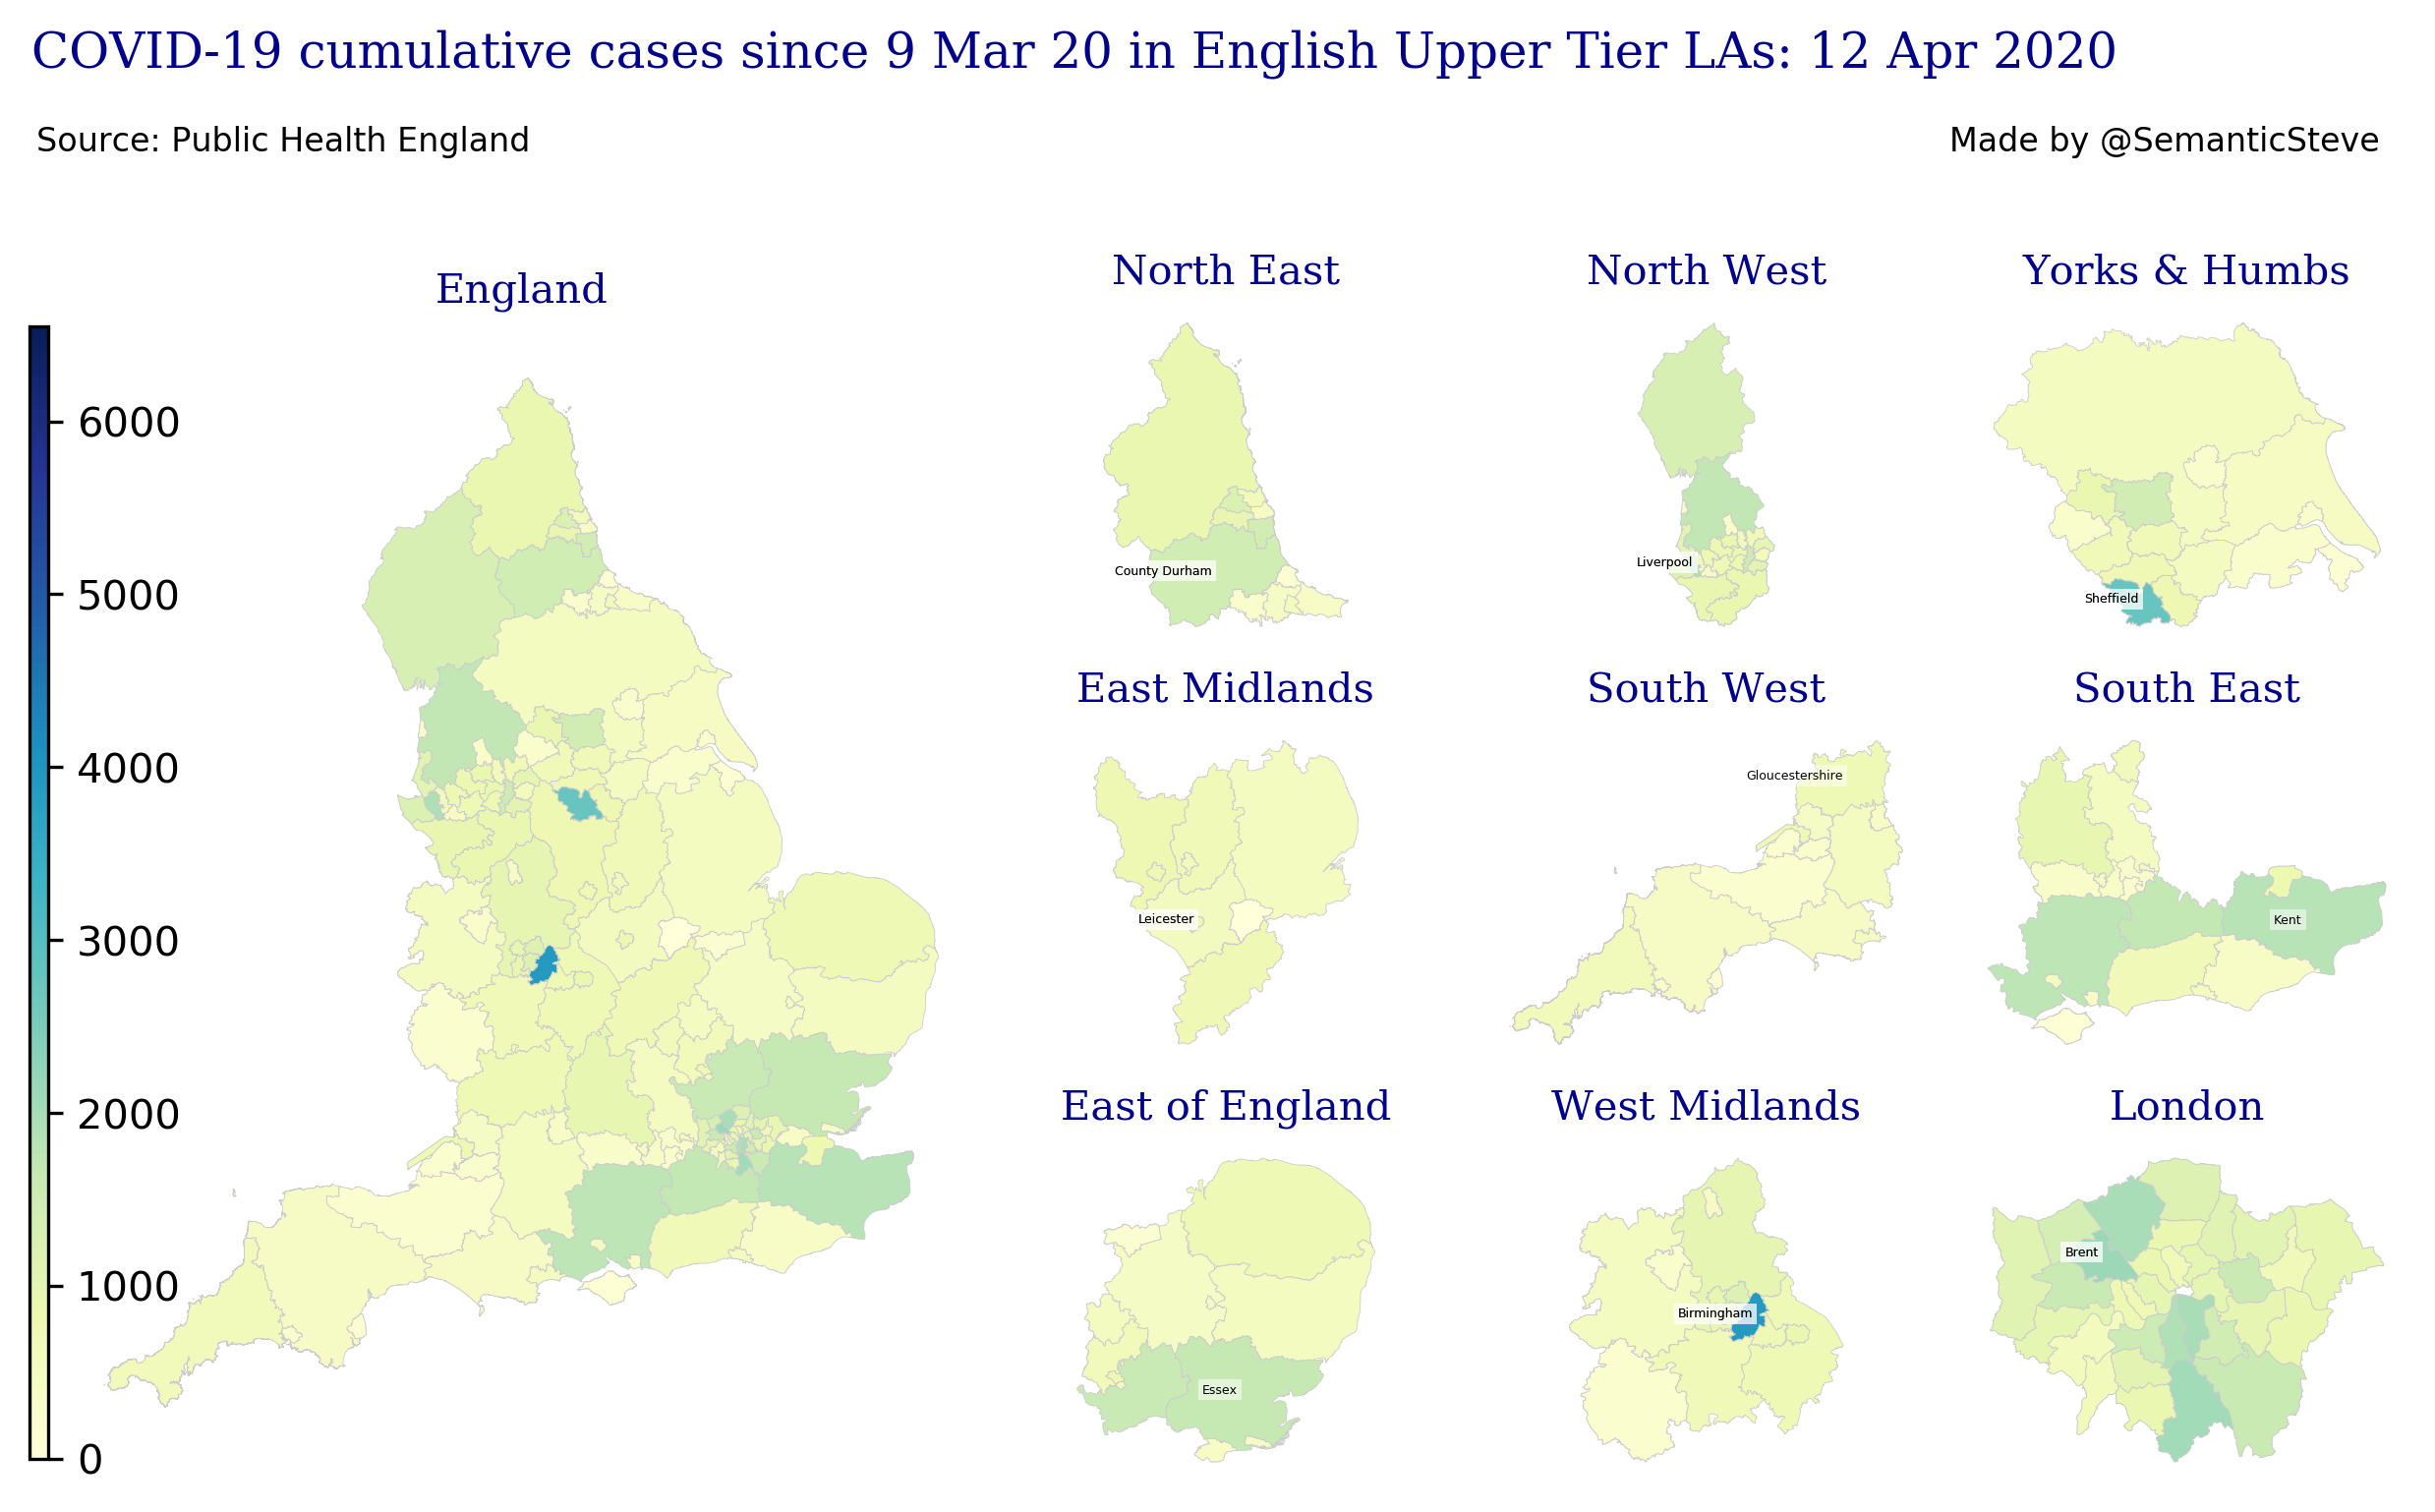 COVID-19 cumulative cases since 9 Mar 20 in English Upper Tier LAs: 12 Apr 2020
Source: Public Health England
Made by @SemanticSteve
England
North East
North West
Yorks & Humbs
6000
5000
4000
3000
2000
1000
0
County Durham
Liverpool
Sheffield
East Midlands
South West
South East
Leicester
Gloucestershire
Kent
East of England
West Midlands
London
Essex
Birmingham
Brent